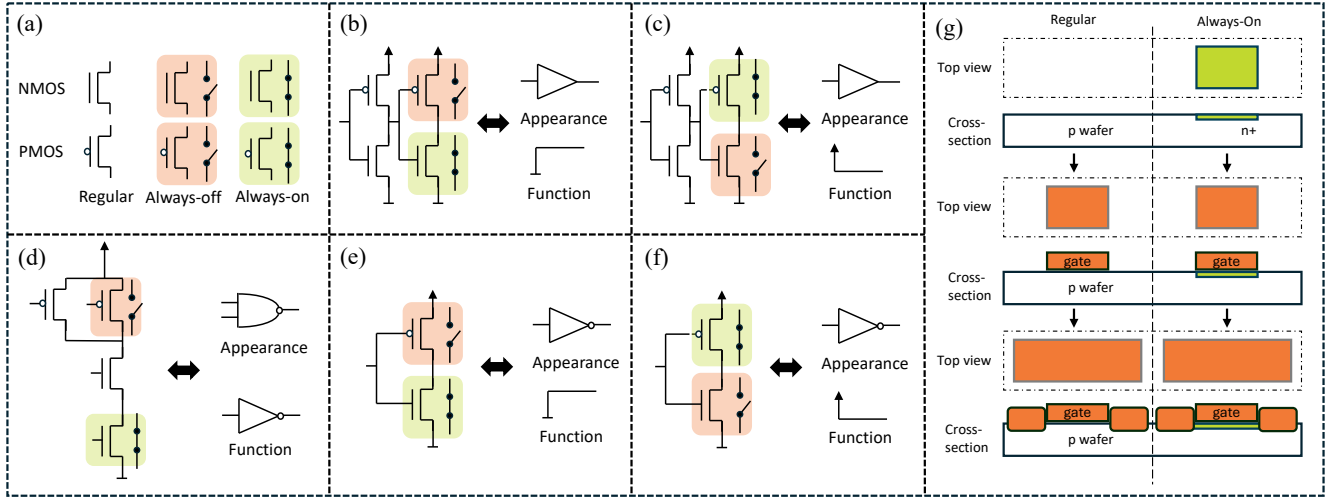 (a)
NMOS
PMOS
Regular
Always-off
Always-on
(b)
Appearance
Function
(c)
Appearance
Function
(d)
Appearance
Function
(e)
Appearance
Function
(f)
Appearance
Function
(g)
Regular
Always-On
Top view
Cross-
section
p wafer
n+
Top view
Cross-
section
gate
gate
p wafer
Top view
Cross-
section
gate
gate
p wafer